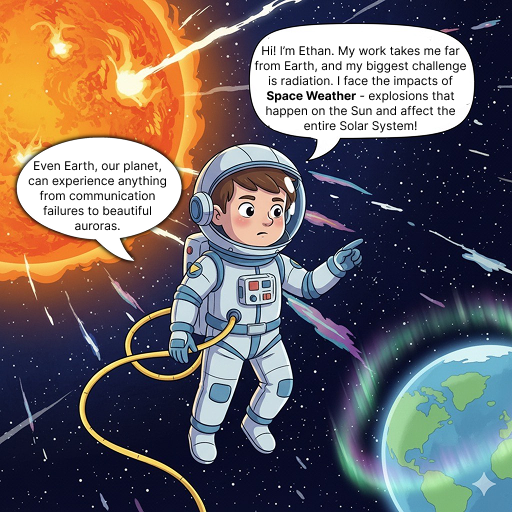 Hi! I'm Ethan. My work takes me far
from Earth, and my biggest challenge
is radiation. I face the impacts of
Space Weather - explosions that
happen on the Sun and affect the
entire Solar System!
Even Earth, our planet,
can experience anything
from communication
failures to beautiful
auroras.